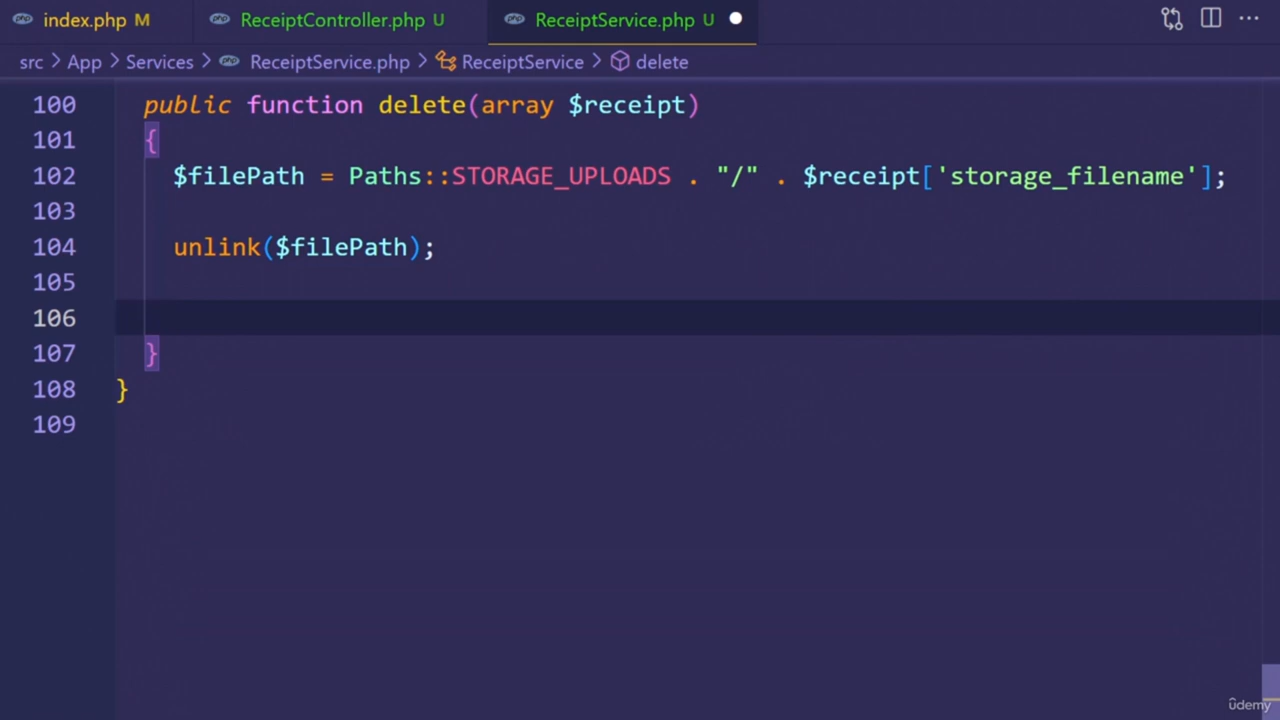 index.php M ReceiptController.php U ReceiptService.php U
src > App > Services > ReceiptService.php > ReceiptService > delete
100 public function delete(array $receipt)
101 {
102 $filePath = Paths::STORAGE_UPLOADS . "/" . $receipt['storage_filename'];
103
104 unlink($filePath);
105
106
107 }
108 }
109
ûdemy